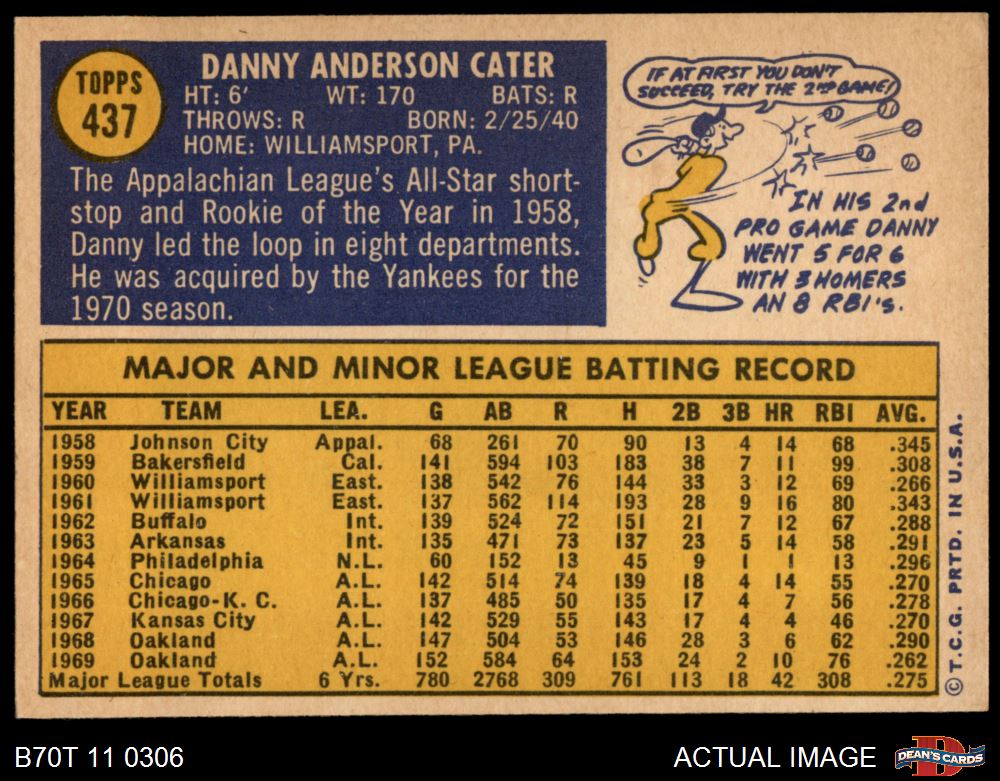 TOPPS
437
DANNY ANDERSON CATER
HT: 6' WT: 170 BATS: R
THROWS: R BORN: 2/25/40
HOME: WILLIAMSPORT, PA.
The Appalachian League's All-Star short-
stop and Rookie of the Year in 1958,
Danny led the loop in eight departments.
He was acquired by the Yankees for the
1970 season.
IF AT FIRST YOU DON'T
SUCCEED, TRY THE 2ND GAME!
IN HIS 2nd
PRO GAME DANNY
WENT 5 FOR 6
WITH 3 HOMERS
AN 8 RBI's.
MAJOR AND MINOR LEAGUE BATTING RECORD
YEAR TEAM LEA. G AB R H 2B 3B HR RBI AVG.
1958 Johnson City Appal. 68 261 70 90 13 4 14 68 .345
1959 Bakersfield Cal. 141 594 103 183 38 7 11 99 .308
1960 Williamsport East. 138 542 76 144 33 3 12 69 .266
1961 Williamsport East. 137 562 114 193 28 9 16 80 .343
1962 Buffalo Int. 139 524 72 151 21 7 12 67 .288
1963 Arkansas Int. 135 471 73 137 23 5 14 58 .291
1964 Philadelphia N.L. 60 152 13 45 9 1 1 13 .296
1965 Chicago A.L. 142 514 74 139 18 4 14 55 .270
1966 Chicago-K. C. A.L. 137 485 50 135 17 4 7 56 .278
1967 Kansas City A.L. 142 529 55 143 17 4 4 46 .270
1968 Oakland A.L. 147 504 53 146 28 3 6 62 .290
1969 Oakland A.L. 152 584 64 153 24 2 10 76 .262
Major League Totals 6 Yrs. 780 2768 309 761 113 18 42 308 .275
© T.C.G. PRTD. IN U.S.A.
B70T 11 0306
ACTUAL IMAGE
D
DEAN'S CARDS